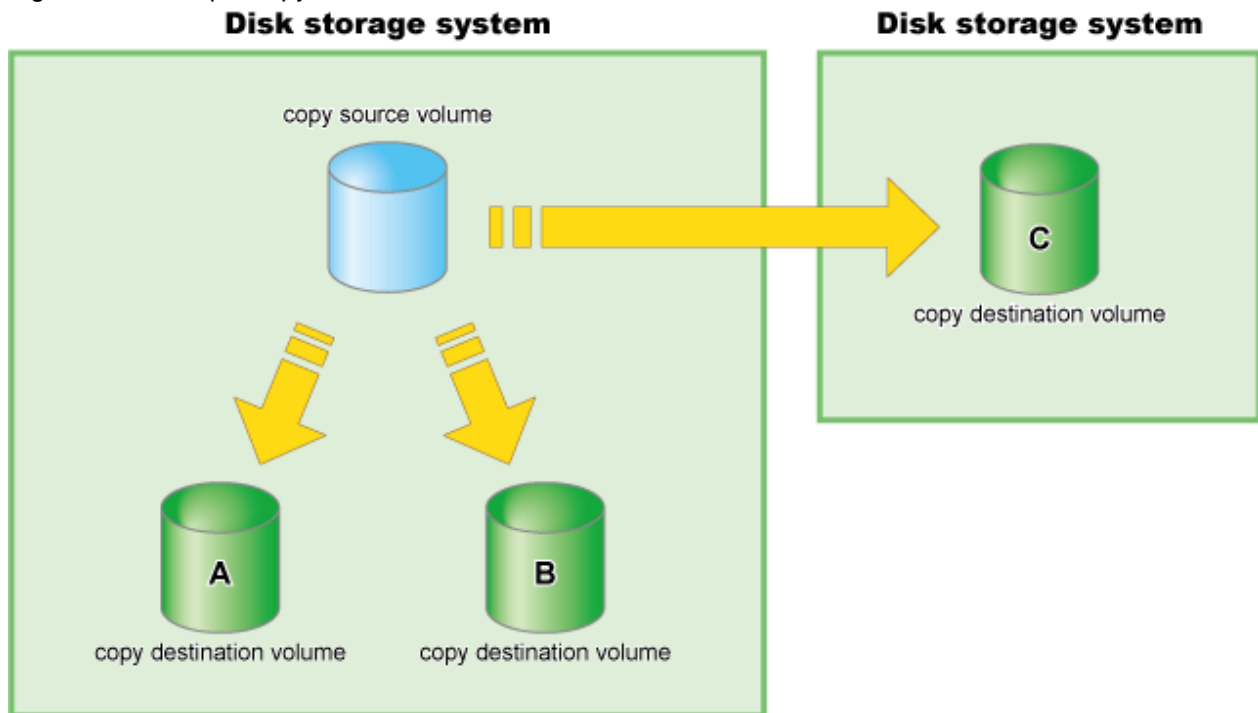 Disk storage system
Disk storage system
copy source volume
C
copy destination volume
A
B
copy destination volume
copy destination volume